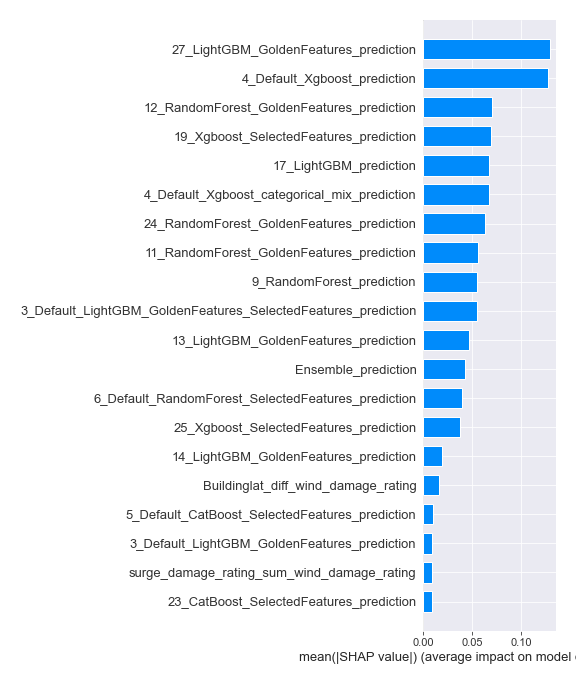 27_LightGBM_GoldenFeatures_prediction
4_Default_Xgboost_prediction
12_RandomForest_GoldenFeatures_prediction
19_Xgboost_SelectedFeatures_prediction
17_LightGBM_prediction
4_Default_Xgboost_categorical_mix_prediction
24_RandomForest_GoldenFeatures_prediction
11_RandomForest_GoldenFeatures_prediction
9_RandomForest_prediction
3_Default_LightGBM_GoldenFeatures_SelectedFeatures_prediction
13_LightGBM_GoldenFeatures_prediction
Ensemble_prediction
6_Default_RandomForest_SelectedFeatures_prediction
25_Xgboost_SelectedFeatures_prediction
14_LightGBM_GoldenFeatures_prediction
Buildinglat_diff_wind_damage_rating
5_Default_CatBoost_SelectedFeatures_prediction
3_Default_LightGBM_GoldenFeatures_prediction
surge_damage_rating_sum_wind_damage_rating
23_CatBoost_SelectedFeatures_prediction
0.00 0.05 0.10
mean(|SHAP value|) (average impact on model